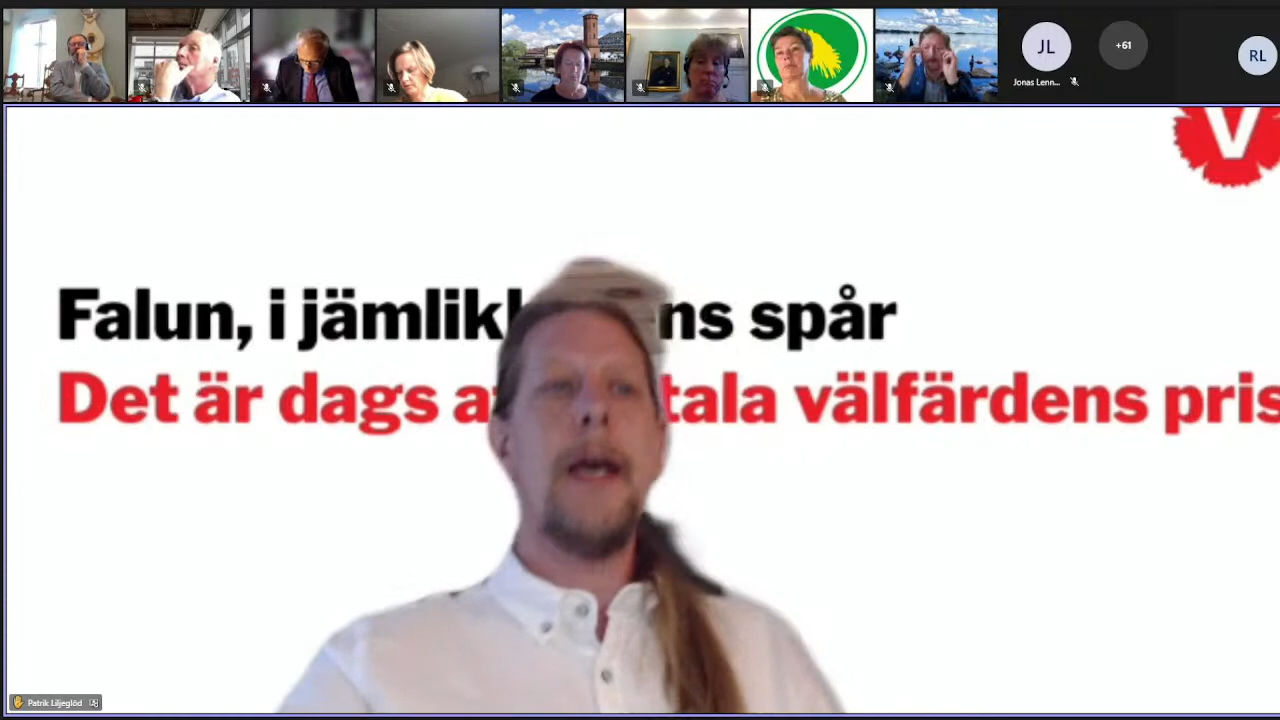 JL
+61
RL
Jonas Lenn...
V
Falun, i jämlik ns spår
Det är dags a tala välfärdens pris
Patrik Liljeglöd